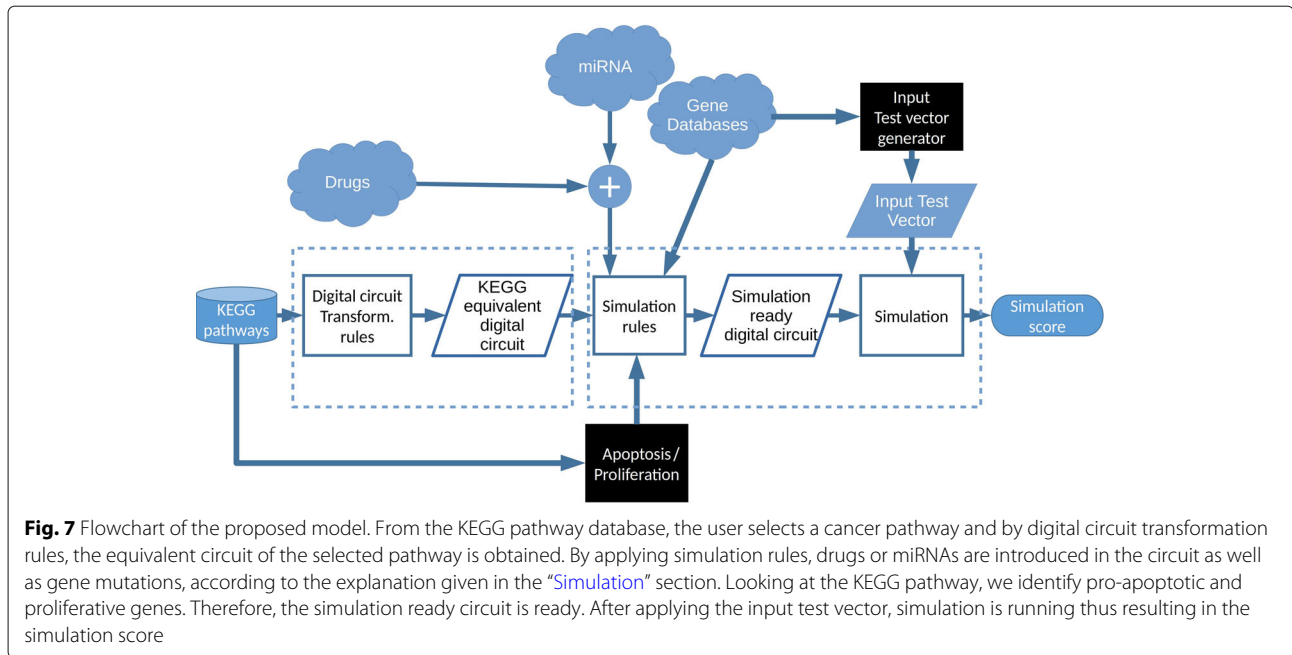 miRNA
Gene
Databases
Input
Test vector
generator
Drugs
+
Input Test
Vector
KEGG
pathways
Digital circuit
Transform.
rules
KEGG
equivalent
digital
circuit
Simulation
rules
Simulation
ready
digital circuit
Simulation
Simulation
score
Apoptosis /
Proliferation
Fig. 7 Flowchart of the proposed model. From the KEGG pathway database, the user selects a cancer pathway and by digital circuit transformation
rules, the equivalent circuit of the selected pathway is obtained. By applying simulation rules, drugs or miRNAs are introduced in the circuit as well
as gene mutations, according to the explanation given in the “Simulation” section. Looking at the KEGG pathway, we identify pro-apoptotic and
proliferative genes. Therefore, the simulation ready circuit is ready. After applying the input test vector, simulation is running thus resulting in the
simulation score